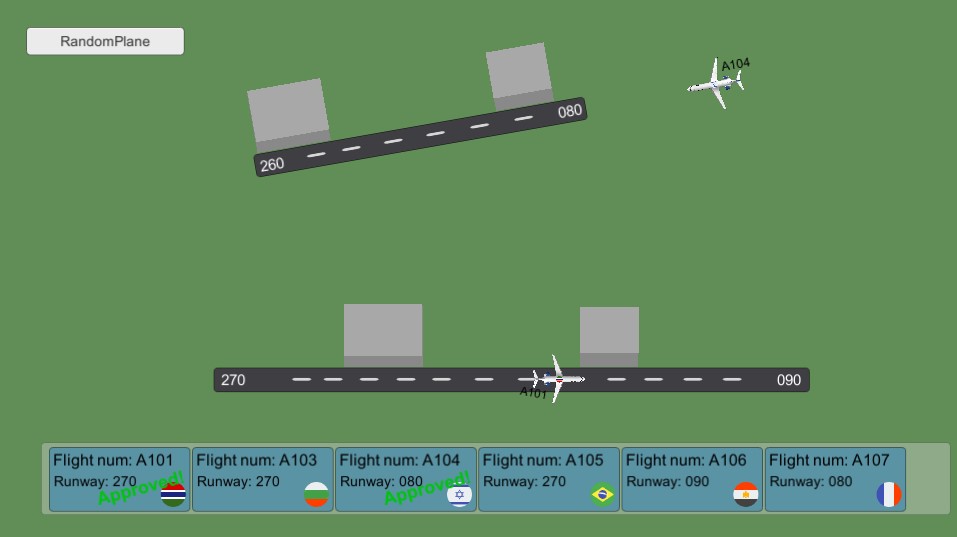 RandomPlane
A104
080
260
270
090
A101
Flight num: A101
Runway: 270
Approved!
Flight num: A103
Runway: 270
Flight num: A104
Runway: 080
Approved!
Flight num: A105
Runway: 270
Flight num: A106
Runway: 090
Flight num: A107
Runway: 080